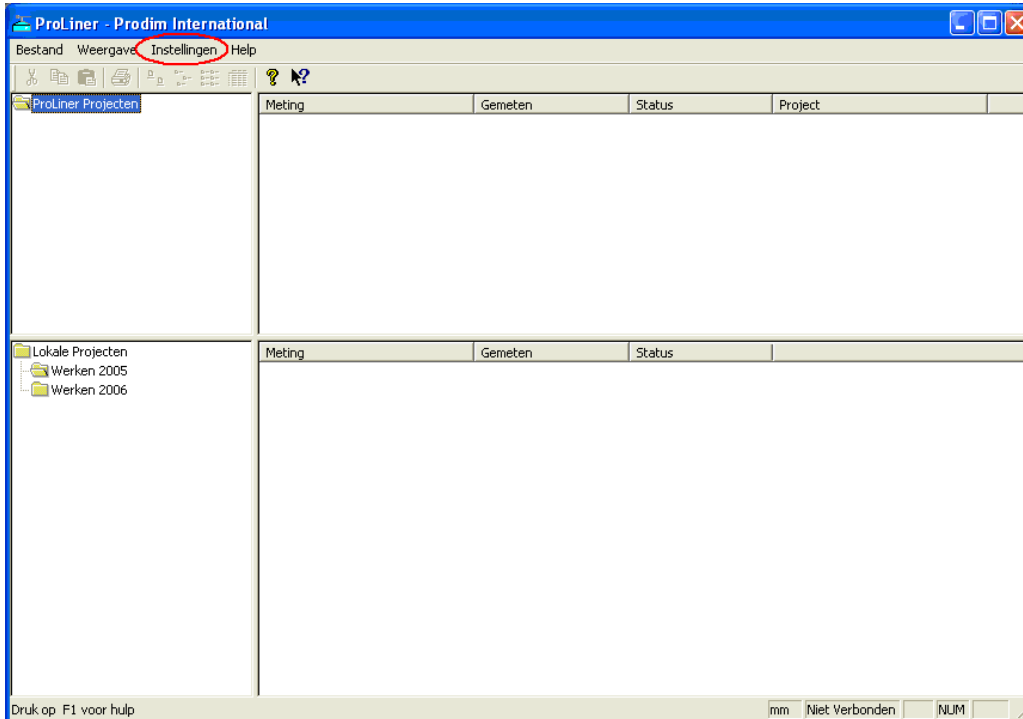 ProLiner - Prodim International
Bestand Weergave Instellingen Help
ProLiner Projecten
Meting Gemeten Status Project
Lokale Projecten
Werken 2005
Werken 2006
Meting Gemeten Status
Druk op F1 voor hulp mm Niet Verbonden NUM